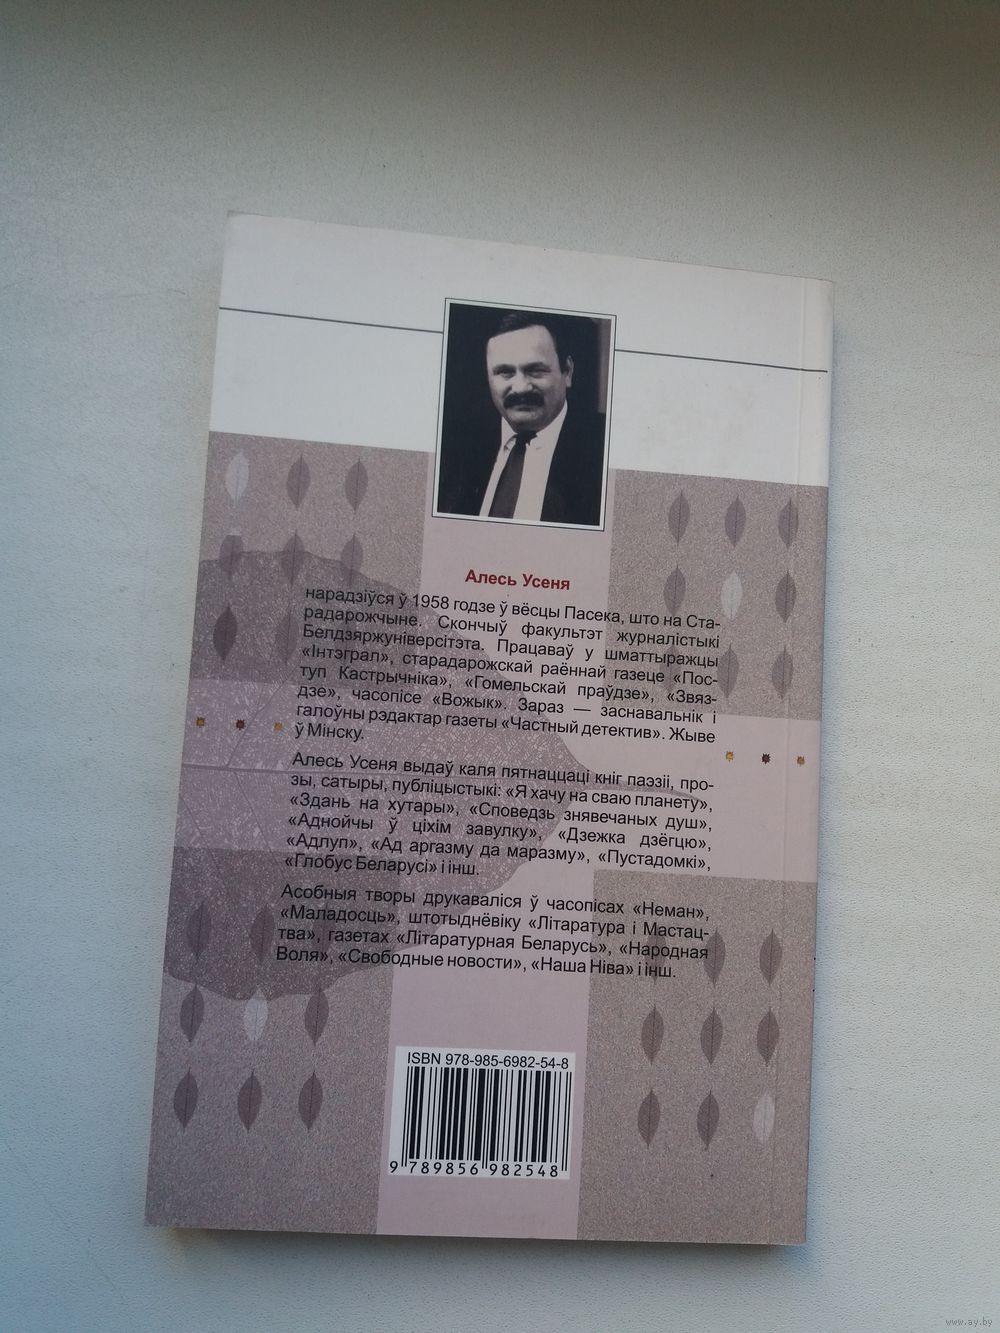 Алесь Усеня
нарадзіўся ў 1958 годзе ў вёсцы Пасека, што на Ста-
радарожчыне. Скончыў факультэт журналістыкі
Белдзяржуніверсітэта. Працаваў у шматтыражцы
«Інтэграл», старадарожскай раённай газеце «Пос-
туп Кастрычніка», «Гомельскай праўдзе», «Звяз-
дзе», часопісе «Вожык». Зараз — заснавальнік і
галоўны рэдактар газеты «Частный детектив». Жыве
ў Мінску.
Алесь Усеня выдаў каля пятнаццаці кніг паэзіі, про-
зы, сатыры, публіцыстыкі: «Я хачу на сваю планету»,
«Здань на хутары», «Споведзь знявечаных душ»,
«Аднойчы ў ціхім завулку», «Дзежка дзёгцю»,
«Адлуп», «Ад аргазму да маразму», «Пустадомкі»,
«Глобус Беларусі» і інш.
Асобныя творы друкаваліся ў часопісах «Неман»,
«Маладосць», штотыднёвіку «Літаратура і Мастац-
тва», газетах «Літаратурная Беларусь», «Народная
Воля», «Свободные новости», «Наша Ніва» і інш.
ISBN 978-985-6982-54-8
9 789856 982548
www.ay.by